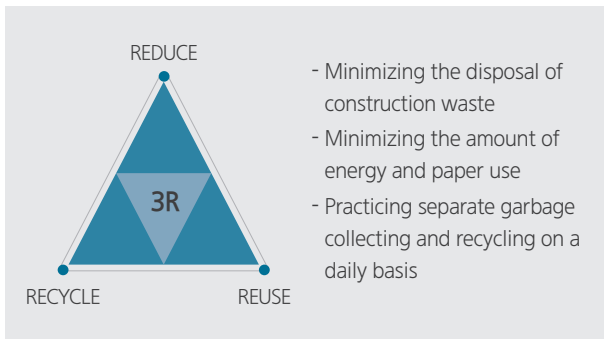 REDUCE
3R
RECYCLE
REUSE
- Minimizing the disposal of
construction waste
- Minimizing the amount of
energy and paper use
- Practicing separate garbage
collecting and recycling on a
daily basis